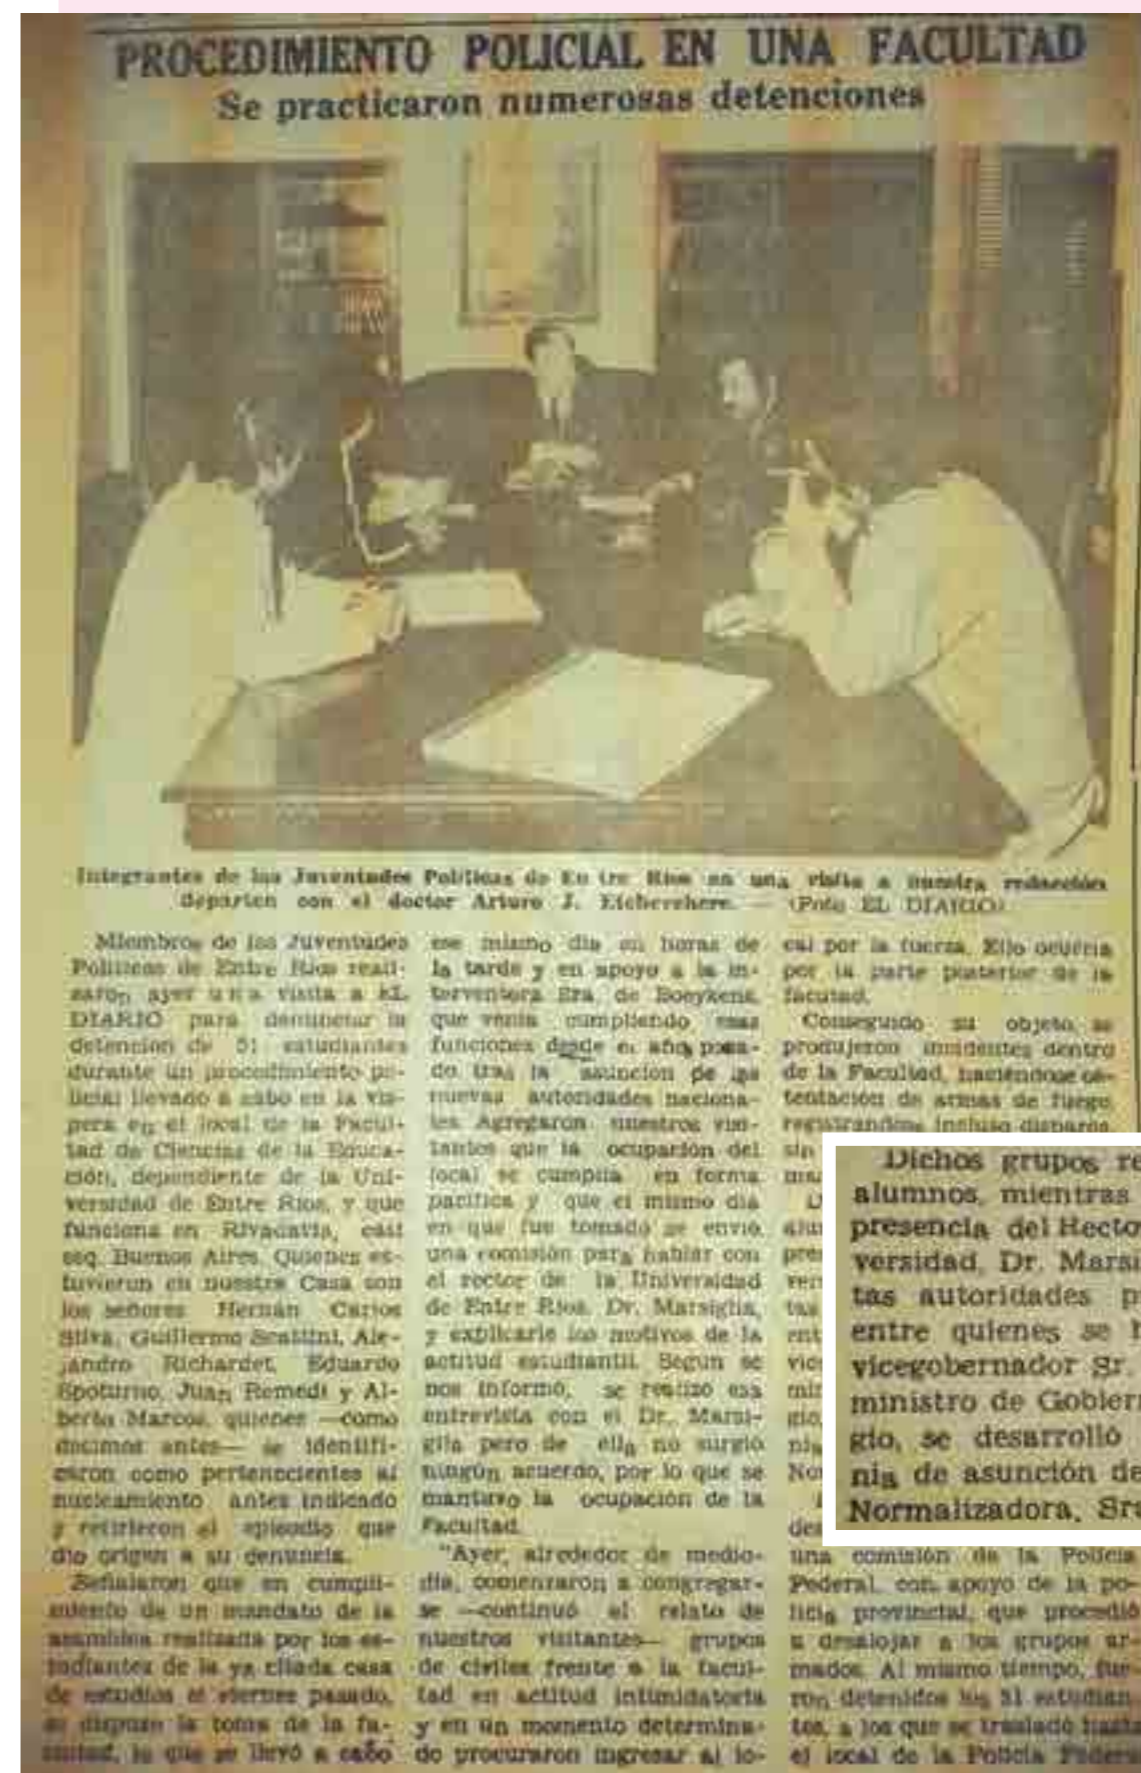 PROCEDIMIENTO POLICIAL EN UNA FACULTAD
Se practicaron numerosas detenciones
Integrantes de las Juventudes Políticas de En tre Ríos en una visita a nuestra redacción
departen con el doctor Arturo J. Etchevehere. — (Foto EL DIARIO).
Miembros de las Juventudes
Políticas de Entre Ríos reali-
zaron ayer una visita a EL
DIARIO para denunciar la
detención de 51 estudiantes
durante un procedimiento po-
licial llevado a cabo en la vís-
pera en el local de la Facul-
tad de Ciencias de la Educa-
ción, dependiente de la Uni-
versidad de Entre Ríos, y que
funciona en Rivadavia, casi
esq. Buenos Aires. Quienes es-
tuvieron en nuestra Casa son
los señores Hernán Carlos
Silva, Guillermo Scattini, Ale-
jandro Richardet, Eduardo
Spoturno, Juan Remedi y Al-
berto Marcos, quienes —como
decimos antes— se identifi-
caron como pertenecientes al
nucleamiento antes indicado
y refirieron el episodio que
dio origen a su denuncia.
Señalaron que en cumpli-
miento de un mandato de la
asamblea realizada por los es-
tudiantes de la ya citada casa
de estudios el viernes pasado,
se dispuso la toma de la fa-
cultad, lo que se llevó a cabo
ese mismo día en horas de
la tarde y en apoyo a la in-
terventora Sra. de Boeykens,
que venía cumpliendo esas
funciones desde el año pasa-
do tras la asunción de las
nuevas autoridades naciona-
les. Agregaron nuestros visi-
tantes que la ocupación del
local se cumplía en forma
pacífica y que el mismo día
en que fue tomado se envió
una comisión para hablar con
el rector de la Universidad
de Entre Ríos, Dr. Marsiglia,
y explicarle los motivos de la
actitud estudiantil. Según se
nos informó, se realizó esa
entrevista con el Dr. Marsi-
glia pero de ella no surgió
ningún acuerdo, por lo que se
mantuvo la ocupación de la
Facultad.
"Ayer, alrededor de medio-
día, comenzaron a congregar-
se —continuó el relato de
nuestros visitantes— grupos
de civiles frente a la facul-
tad en actitud intimidatoria
y en un momento determina-
do procuraron ingresar al lo-
cal por la fuerza. Ello ocurría
por la parte posterior de la
facultad.
Conseguido su objeto, se
produjeron incidentes dentro
de la Facultad, haciéndose os-
tentación de armas de fuego,
registrándose incluso disparos,
sin
Dichos grupos re
alumnos, mientras
presencia del Rector
versidad, Dr. Marsi
tas autoridades p
entre quienes se h
vicegobernador Sr.
ministro de Gobiern
gio, se desarrolló
nia de asunción de
Normalizadora, Sra
una comisión de la Policía
Federal, con apoyo de la po-
licía provincial, que procedió
a desalojar a los grupos ar-
mados. Al mismo tiempo, fue-
ron detenidos los 51 estudian-
tes, a los que se trasladó hasta
el local de la Policía Federal